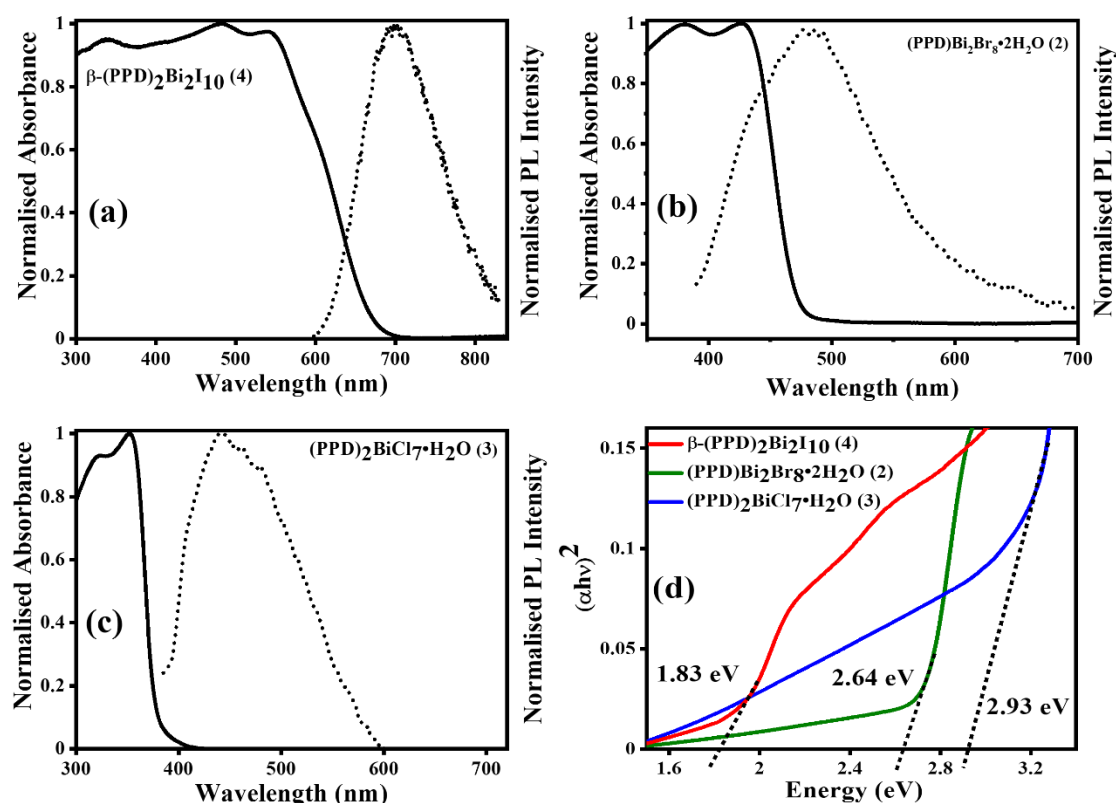 Normalised Absorbance
1
0.8
0.6
0.4
0.2
0
β-(PPD)2Bi2I10 (4)
(a)
300 400 500 600 700 800
Wavelength (nm)
Normalised PL Intensity
Normalised Absorbance
1
0.8
0.6
0.4
0.2
0
(PPD)Bi2Br8•2H2O (2)
(b)
400 500 600 700
Wavelength (nm)
Normalised PL Intensity
Normalised Absorbance
1
0.8
0.6
0.4
0.2
0
(PPD)2BiCl7•H2O (3)
(c)
300 400 500 600 700
Wavelength (nm)
Normalised PL Intensity
(αhν)2
0.15
0.1
0.05
0
β-(PPD)2Bi2I10 (4)
(PPD)Bi2Br8•2H2O (2)
(PPD)2BiCl7•H2O (3)
(d)
1.83 eV
2.64 eV
2.93 eV
1.6 2 2.4 2.8 3.2
Energy (eV)